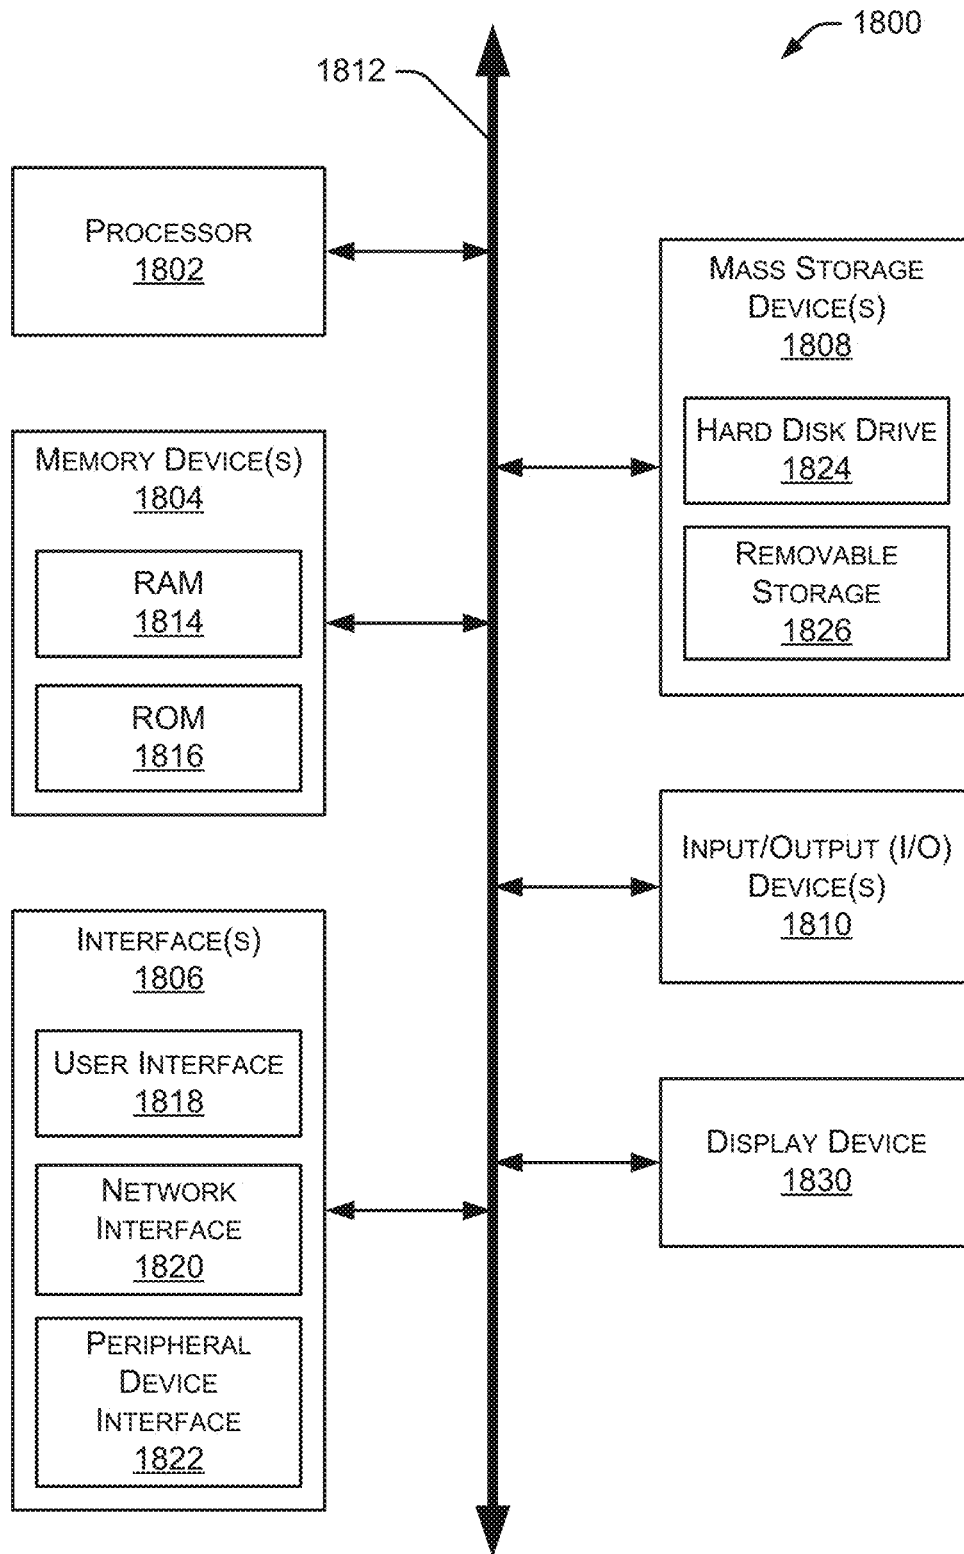 1800
1812
PROCESSOR
1802
MEMORY DEVICE(S)
1804
RAM
1814
ROM
1816
INTERFACE(S)
1806
USER INTERFACE
1818
NETWORK
INTERFACE
1820
PERIPHERAL
DEVICE
INTERFACE
1822
MASS STORAGE
DEVICE(S)
1808
HARD DISK DRIVE
1824
REMOVABLE
STORAGE
1826
INPUT/OUTPUT (I/O)
DEVICE(S)
1810
DISPLAY DEVICE
1830